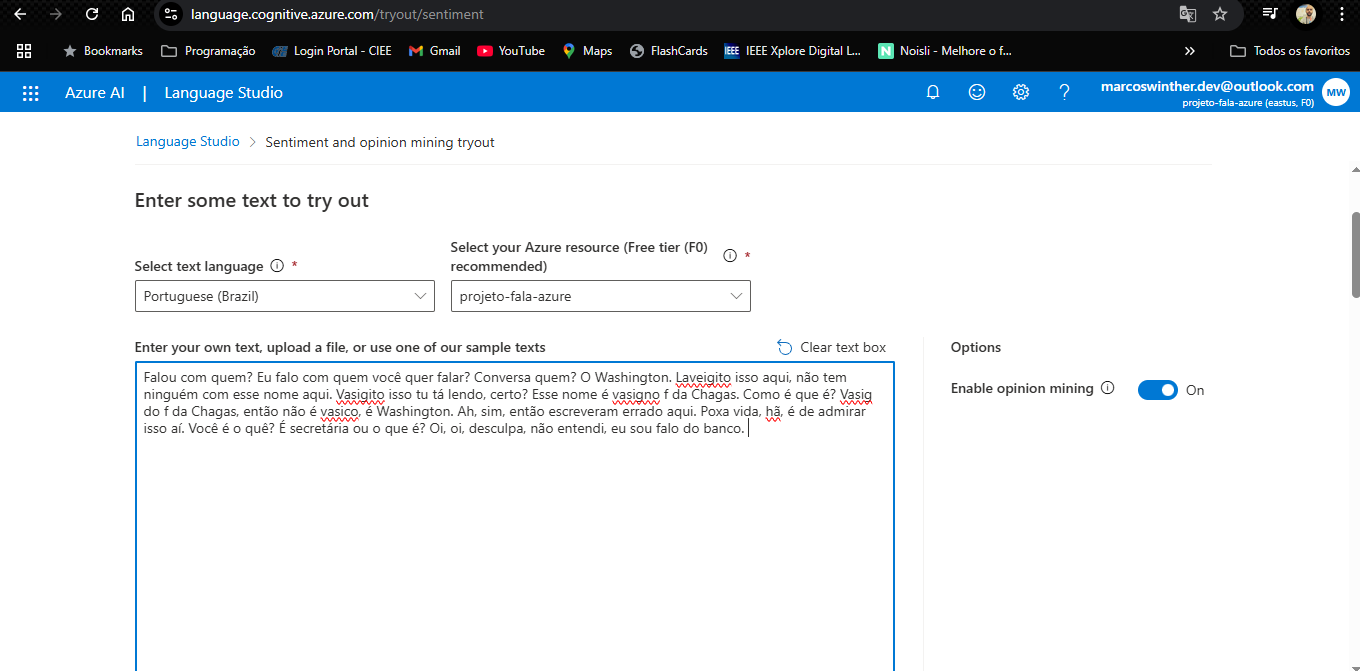 language.cognitive.azure.com/tryout/sentiment
Bookmarks Programação Login Portal - CIEE Gmail YouTube Maps FlashCards IEEE IEEE Xplore Digital L... N Noisli - Melhore o f... » Todos os favoritos
Azure AI | Language Studio
marcoswinther.dev@outlook.com
projeto-fala-azure (eastus, F0)
MW
Language Studio > Sentiment and opinion mining tryout
Enter some text to try out
Select text language *
Portuguese (Brazil)
Select your Azure resource (Free tier (F0)
recommended) *
projeto-fala-azure
Enter your own text, upload a file, or use one of our sample texts
Clear text box
Falou com quem? Eu falo com quem você quer falar? Conversa quem? O Washington. Laveigito isso aqui, não tem
ninguém com esse nome aqui. Vasigito isso tu tá lendo, certo? Esse nome é vasigno f da Chagas. Como é que é? Vasig
do f da Chagas, então não é vasico, é Washington. Ah, sim, então escreveram errado aqui. Poxa vida, hã, é de admirar
isso aí. Você é o quê? É secretária ou o que é? Oi, oi, desculpa, não entendi, eu sou falo do banco.
Options
Enable opinion mining On